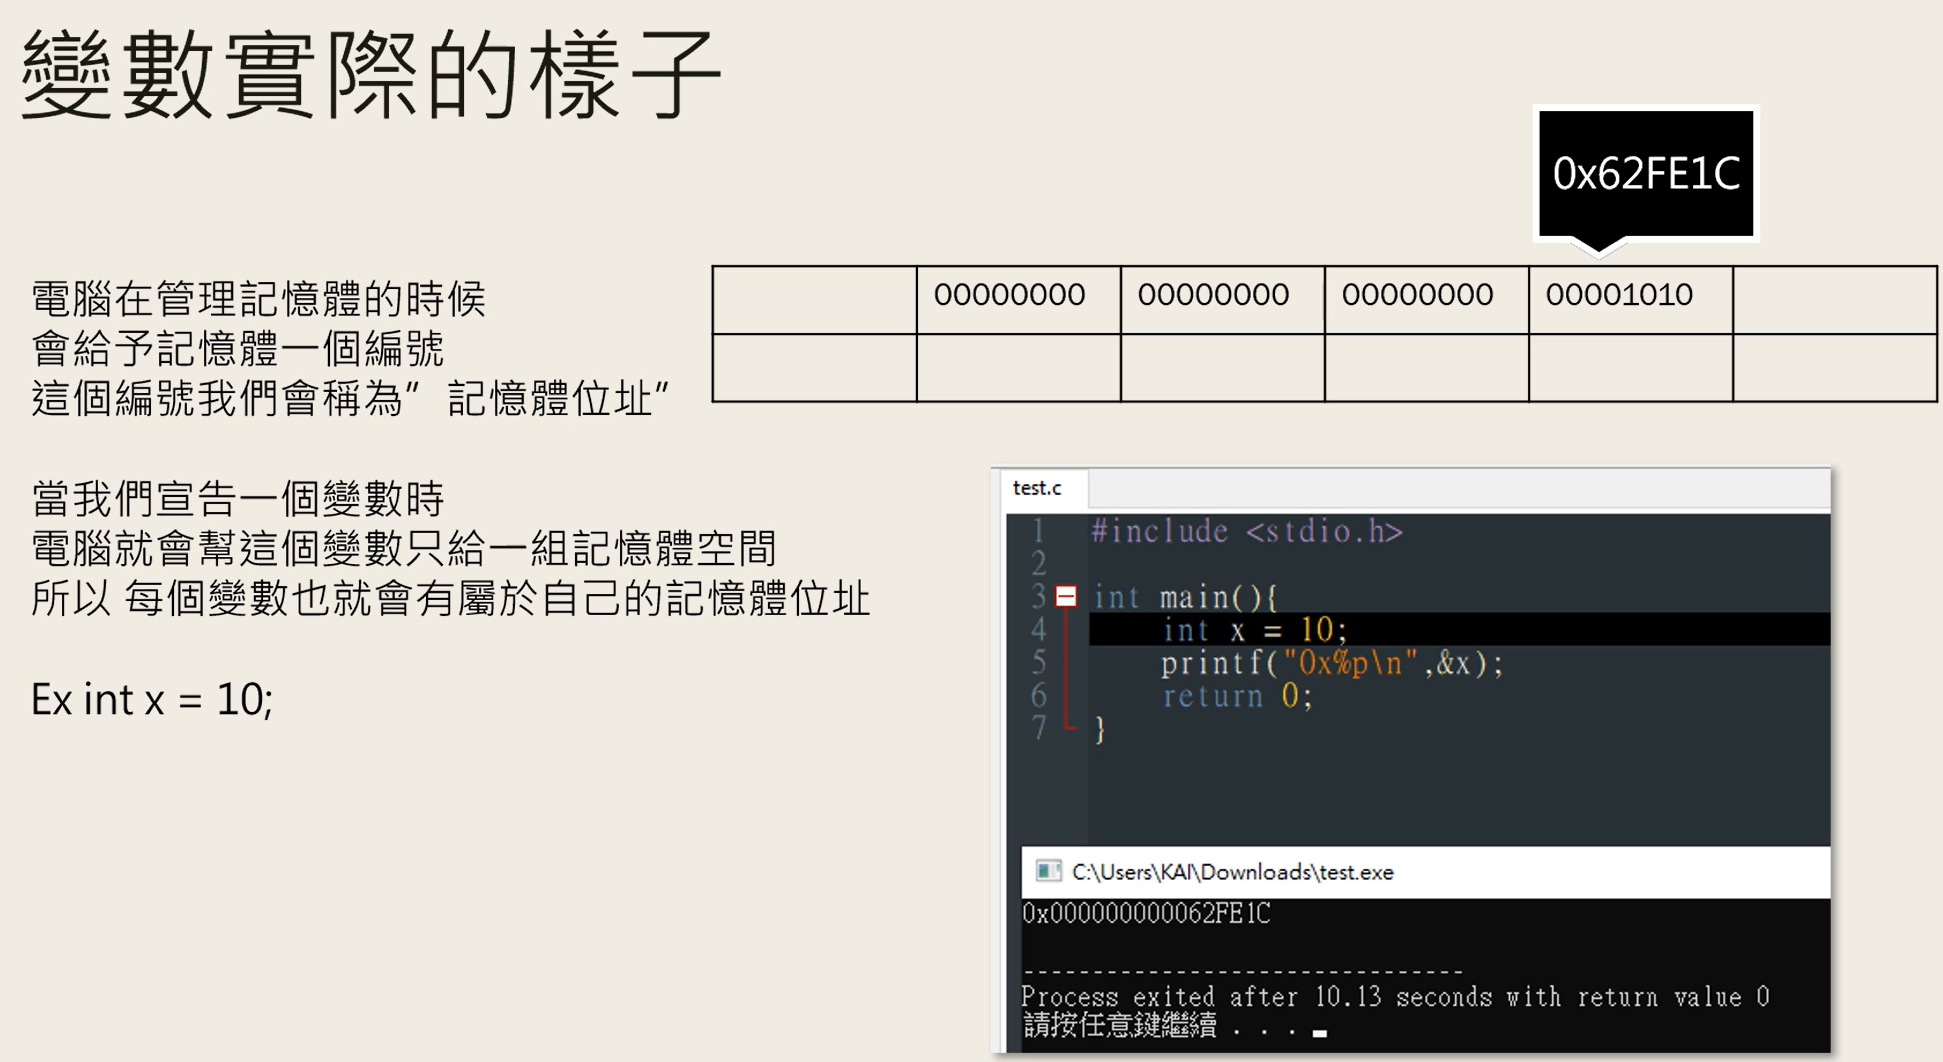 變數實際的樣子
0x62FE1C
電腦在管理記憶體的時候
會給予記憶體一個編號
這個編號我們會稱為” 記憶體位址”
00000000 00000000 00000000 00001010
當我們宣告一個變數時
電腦就會幫這個變數只給一組記憶體空間
所以 每個變數也就會有屬於自己的記憶體位址
Ex int x = 10;
test.c
1 #include <stdio.h>
2
3 int main(){
4 int x = 10;
5 printf("0x%p\n",&x);
6 return 0;
7 }
C:\Users\KAI\Downloads\test.exe
0x000000000062FE1C
--------------------------------
Process exited after 10.13 seconds with return value 0
請按任意鍵繼續 . . .